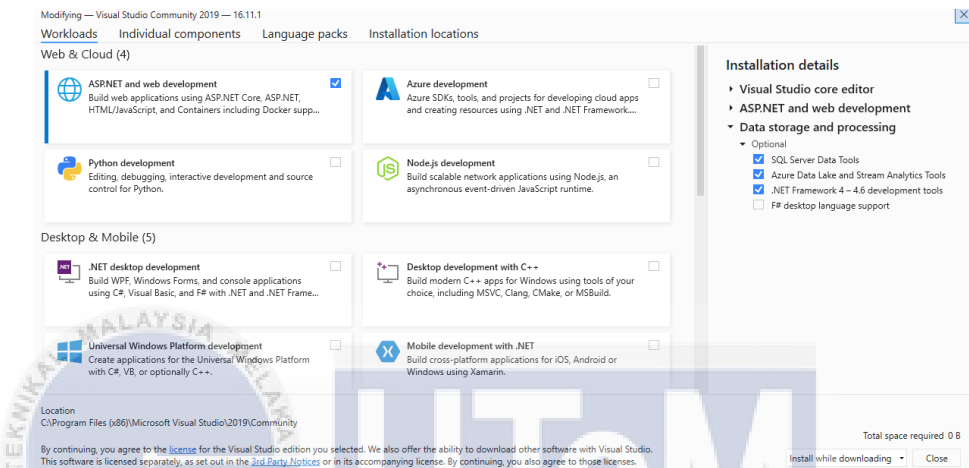 Modifying — Visual Studio Community 2019 — 16.11.1
Workloads Individual components Language packs Installation locations
Web & Cloud (4)
ASP.NET and web development
Build web applications using ASP.NET Core, ASP.NET,
HTML/JavaScript, and Containers including Docker supp...
Azure development
Azure SDKs, tools, and projects for developing cloud apps
and creating resources using .NET and .NET Framework....
Python development
Editing, debugging, interactive development and source
control for Python.
Node.js development
Build scalable network applications using Node.js, an
asynchronous event-driven JavaScript runtime.
Desktop & Mobile (5)
.NET desktop development
Build WPF, Windows Forms, and console applications
using C#, Visual Basic, and F# with .NET and .NET Frame...
Desktop development with C++
Build modern C++ apps for Windows using tools of your
choice, including MSVC, Clang, CMake, or MSBuild.
Universal Windows Platform development
Create applications for the Universal Windows Platform
with C#, VB, or optionally C++.
Mobile development with .NET
Build cross-platform applications for iOS, Android or
Windows using Xamarin.
Installation details
Visual Studio core editor
ASP.NET and web development
Data storage and processing
Optional
SQL Server Data Tools
Azure Data Lake and Stream Analytics Tools
.NET Framework 4 – 4.6 development tools
F# desktop language support
Location
C:\Program Files (x86)\Microsoft Visual Studio\2019\Community
By continuing, you agree to the license for the Visual Studio edition you selected. We also offer the ability to download other software with Visual Studio.
This software is licensed separately, as set out in the 3rd Party Notices or in its accompanying license. By continuing, you also agree to those licenses.
Total space required 0 B
Install while downloading Close
MALAYSIA
TEKNIKAL
MELAKA